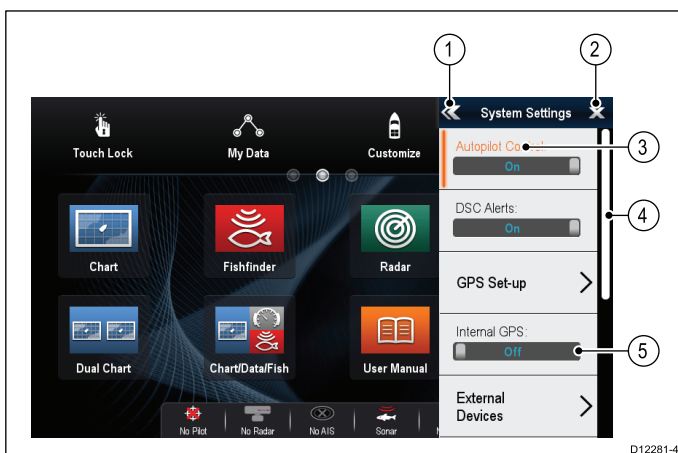 1
2
System Settings
Touch Lock
My Data
Customize
Autopilot
On
3
DSC Alerts:
On
4
Chart
Fishfinder
Radar
GPS Set-up
Internal GPS:
Off
5
Dual Chart
Chart/Data/Fish
User Manual
External
Devices
No Pilot
No Radar
No AIS
Sonar
D12281-4